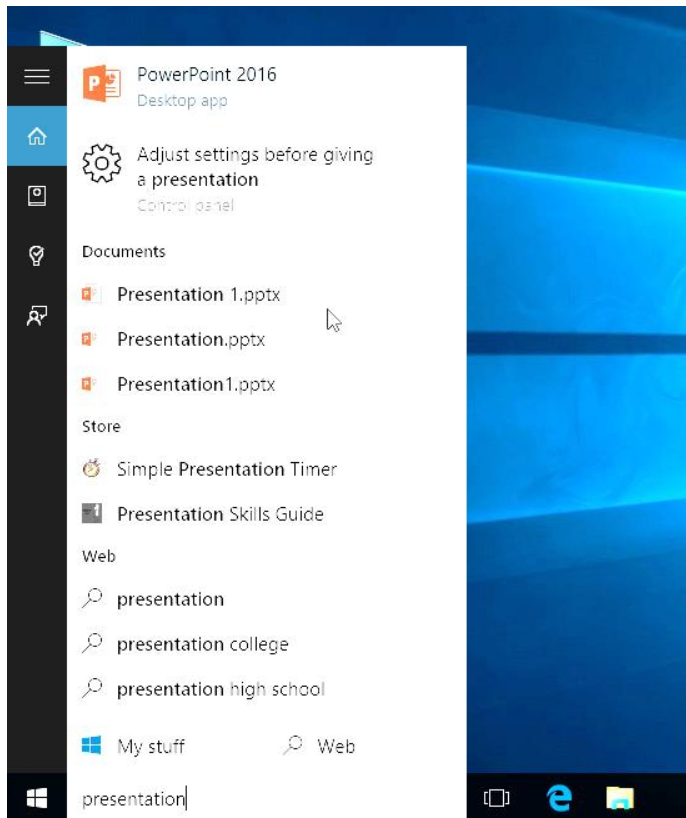 PowerPoint 2016
Desktop app
Adjust settings before giving
a presentation
Control panel
Documents
Presentation 1.pptx
Presentation.pptx
Presentation1.pptx
Store
Simple Presentation Timer
Presentation Skills Guide
Web
presentation
presentation college
presentation high school
My stuff Web
presentation